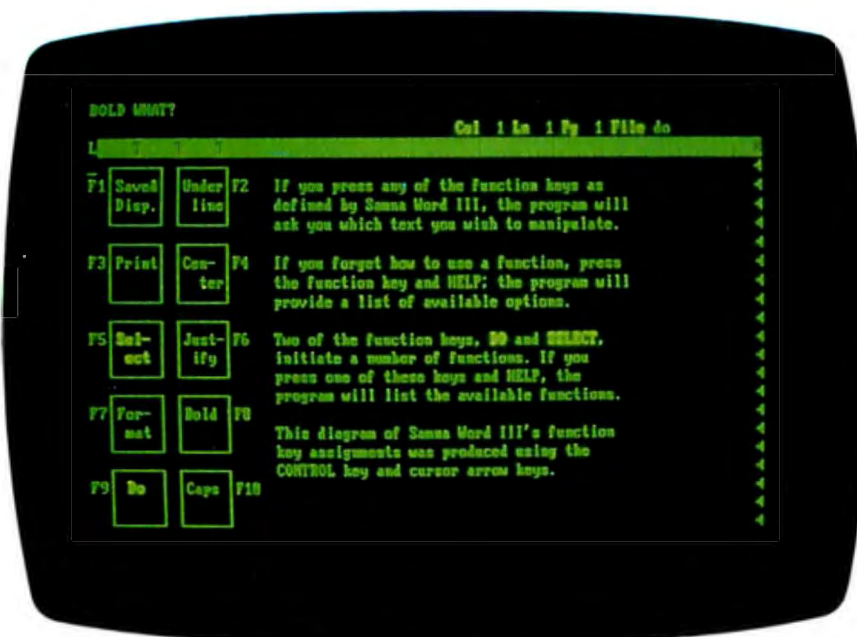 BOLD WHAT?
Col 1 Ln 1 Pg 1 File do
L T T T R
F1 Save& Disp. Under line F2
If you press any of the function keys as
defined by Samna Word III, the program will
ask you which text you wish to manipulate.
F3 Print Cen- ter F4
If you forget how to use a function, press
the function key and HELP; the program will
provide a list of available options.
F5 Sel- ect Just- ify F6
Two of the function keys, DO and SELECT,
initiate a number of functions. If you
press one of these keys and HELP, the
program will list the available functions.
F7 For- mat Bold F8
This diagram of Samna Word III's function
key assignments was produced using the
CONTROL key and cursor arrow keys.
F9 Do Caps F10